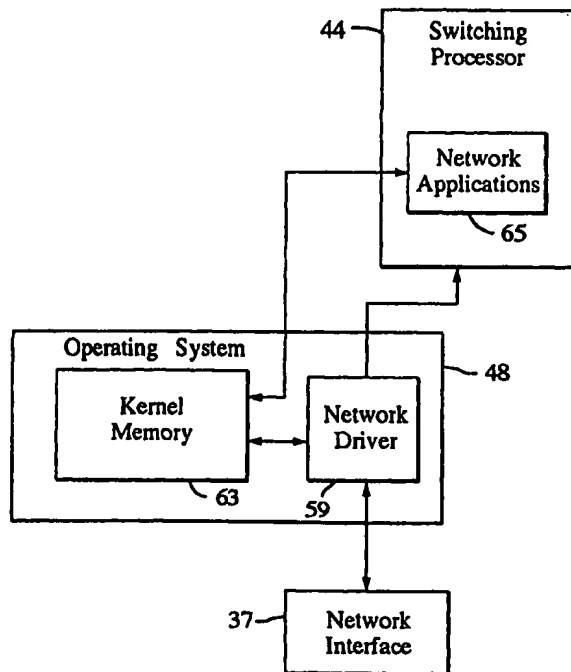 44
Switching
Processor
Network
Applications
65
Operating System
48
Kernel
Memory
Network
Driver
63
59
37
Network
Interface